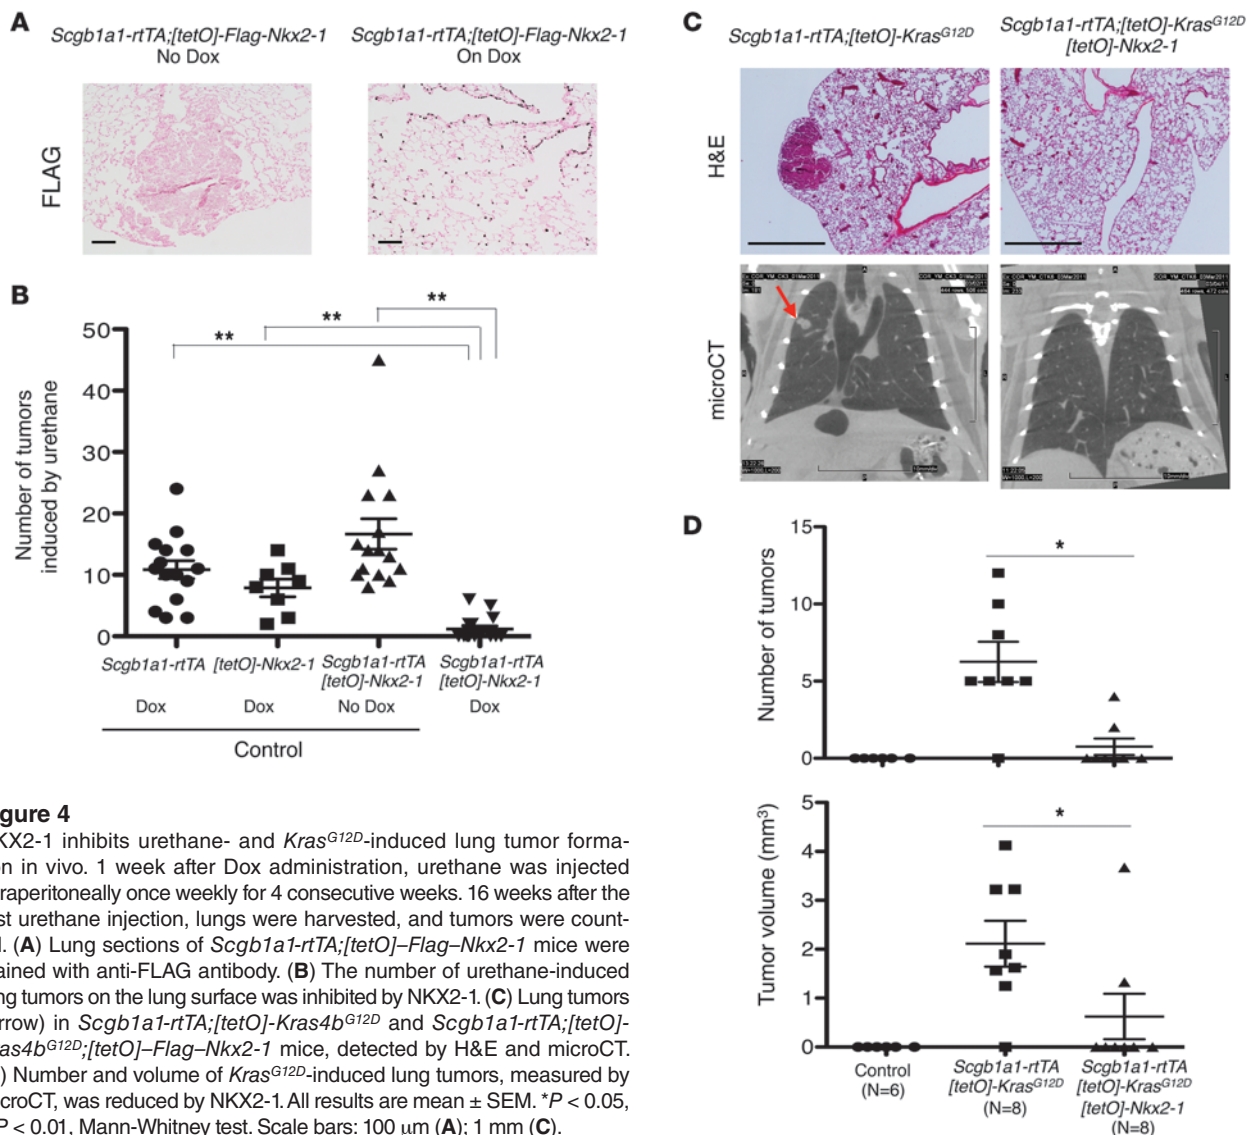 A
Scgb1a1-rtTA;[tetO]-Flag-Nkx2-1
No Dox
Scgb1a1-rtTA;[tetO]-Flag-Nkx2-1
On Dox
FLAG
B
Number of tumors
induced by urethane
50
40
30
20
10
0
**
**
**
Scgb1a1-rtTA
Dox
[tetO]-Nkx2-1
Dox
Scgb1a1-rtTA
[tetO]-Nkx2-1
No Dox
Scgb1a1-rtTA
[tetO]-Nkx2-1
Dox
Control
C
Scgb1a1-rtTA;[tetO]-KrasG12D
Scgb1a1-rtTA;[tetO]-KrasG12D
[tetO]-Nkx2-1
H&E
microCT
D
Number of tumors
15
10
5
0
*
Tumor volume (mm3)
5
4
3
2
1
0
*
Control
(N=6)
Scgb1a1-rtTA
[tetO]-KrasG12D
(N=8)
Scgb1a1-rtTA
[tetO]-KrasG12D
[tetO]-Nkx2-1
(N=8)
gure 4
KX2-1 inhibits urethane- and KrasG12D-induced lung tumor forma-
on in vivo. 1 week after Dox administration, urethane was injected
raperitoneally once weekly for 4 consecutive weeks. 16 weeks after the
st urethane injection, lungs were harvested, and tumors were count-
d. (A) Lung sections of Scgb1a1-rtTA;[tetO]–Flag–Nkx2-1 mice were
ained with anti-FLAG antibody. (B) The number of urethane-induced
ng tumors on the lung surface was inhibited by NKX2-1. (C) Lung tumors
rrow) in Scgb1a1-rtTA;[tetO]-Kras4bG12D and Scgb1a1-rtTA;[tetO]-
as4bG12D;[tetO]–Flag–Nkx2-1 mice, detected by H&E and microCT.
) Number and volume of KrasG12D-induced lung tumors, measured by
icroCT, was reduced by NKX2-1. All results are mean ± SEM. *P < 0.05,
P < 0.01, Mann-Whitney test. Scale bars: 100 μm (A); 1 mm (C).